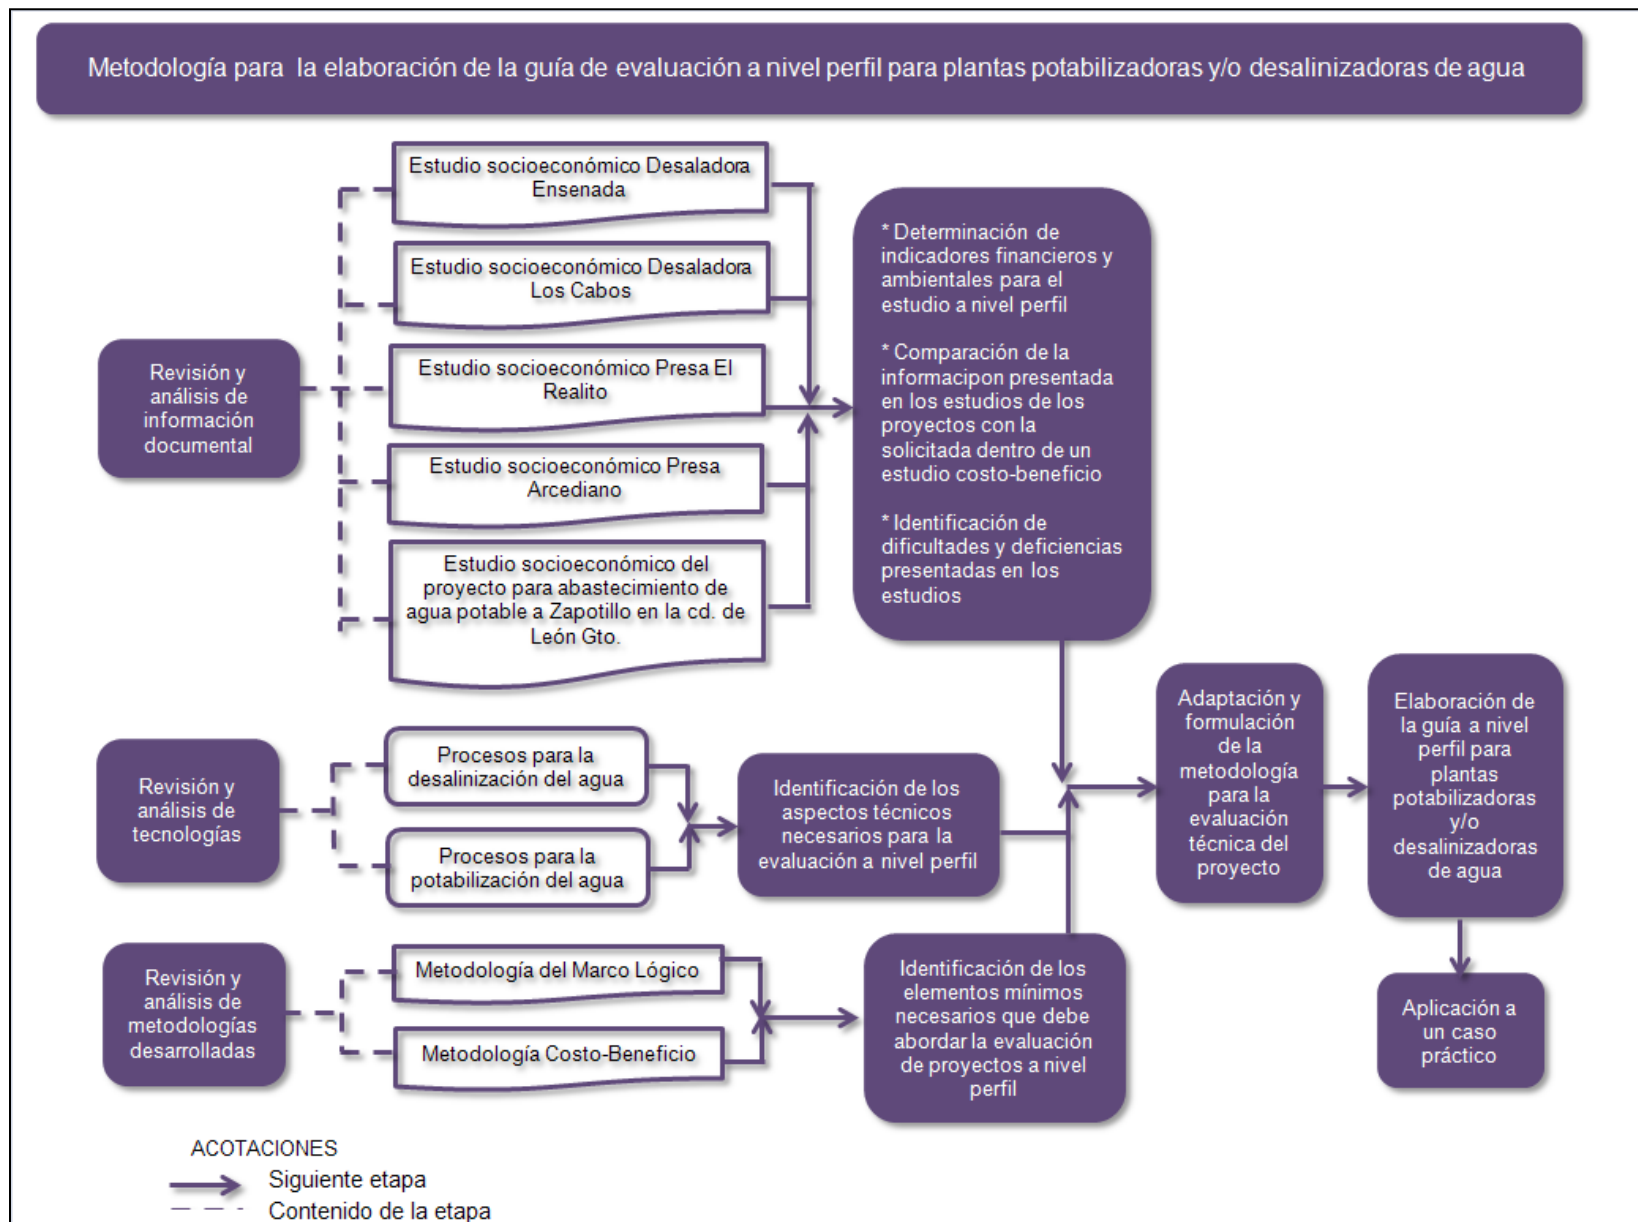 Metodología para la elaboración de la guía de evaluación a nivel perfil para plantas potabilizadoras y/o desalinizadoras de agua
Revisión y
análisis de
información
documental
Estudio socioeconómico Desaladora
Ensenada
Estudio socioeconómico Desaladora
Los Cabos
Estudio socioeconómico Presa El
Realito
Estudio socioeconómico Presa
Arcediano
Estudio socioeconómico del
proyecto para abastecimiento de
agua potable a Zapotillo en la cd. de
León Gto.
* Determinación de
indicadores financieros y
ambientales para el
estudio a nivel perfil
* Comparación de la
informacipon presentada
en los estudios de los
proyectos con la
solicitada dentro de un
estudio costo-beneficio
* Identificación de
dificultades y deficiencias
presentadas en los
estudios
Revisión y
análisis de
tecnologías
Procesos para la
desalinización del agua
Procesos para la
potabilización del agua
Identificación de los
aspectos técnicos
necesarios para la
evaluación a nivel perfil
Revisión y
análisis de
metodologías
desarrolladas
Metodología del Marco Lógico
Metodología Costo-Beneficio
Identificación de los
elementos mínimos
necesarios que debe
abordar la evaluación
de proyectos a nivel
perfil
Adaptación y
formulación
de la
metodología
para la
evaluación
técnica del
proyecto
Elaboración de
la guía a nivel
perfil para
plantas
potabilizadoras
y/o
desalinizadoras
de agua
Aplicación a
un caso
práctico
ACOTACIONES
Siguiente etapa
Contenido de la etapa